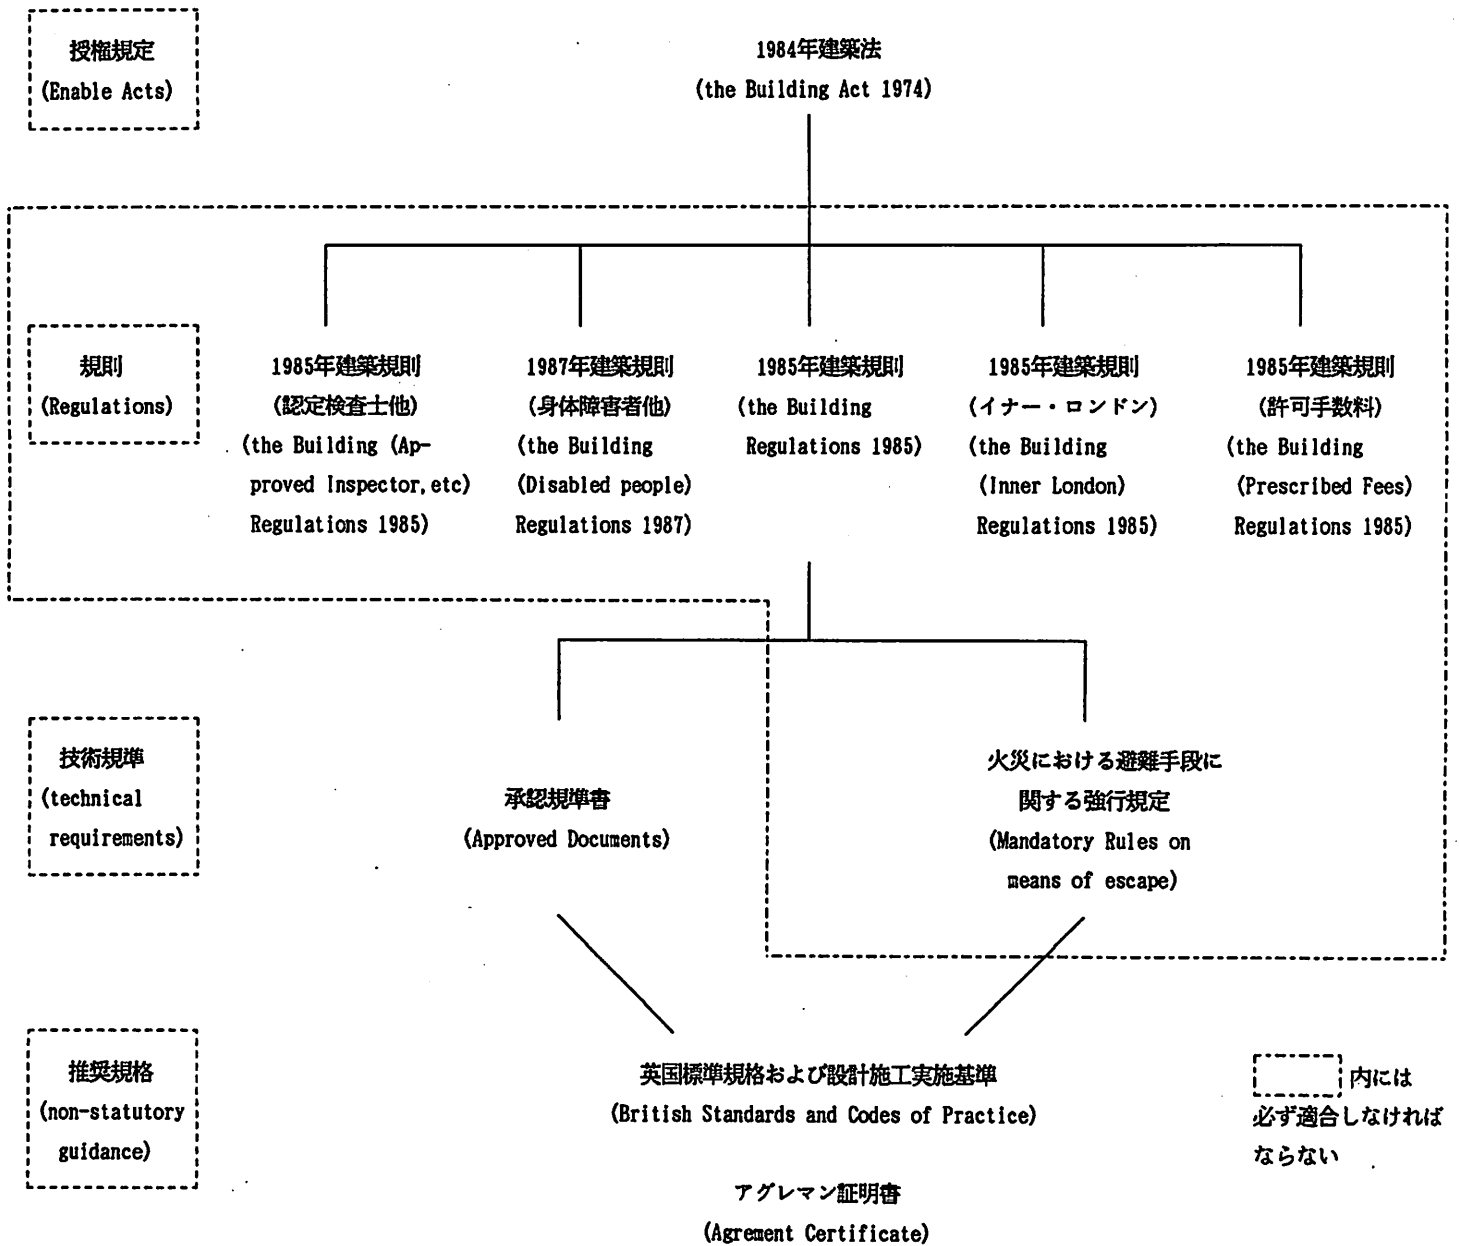 授権規定
(Enable Acts)
1984年建築法
(the Building Act 1974)
規則
(Regulations)
1985年建築規則
(認定検査士他)
(the Building (Ap-
proved Inspector, etc)
Regulations 1985)
1987年建築規則
(身体障害者他)
(the Building
(Disabled people)
Regulations 1987)
1985年建築規則
(the Building
Regulations 1985)
1985年建築規則
(イナー・ロンドン)
(the Building
(Inner London)
Regulations 1985)
1985年建築規則
(許可手数料)
(the Building
(Prescribed Fees)
Regulations 1985)
技術規準
(technical
requirements)
承認規準書
(Approved Documents)
火災における避難手段に
関する強行規定
(Mandatory Rules on
means of escape)
推奨規格
(non-statutory
guidance)
英国標準規格および設計施工実施基準
(British Standards and Codes of Practice)
アグレマン証明書
(Agrement Certificate)
内には
必ず適合しなければ
ならない